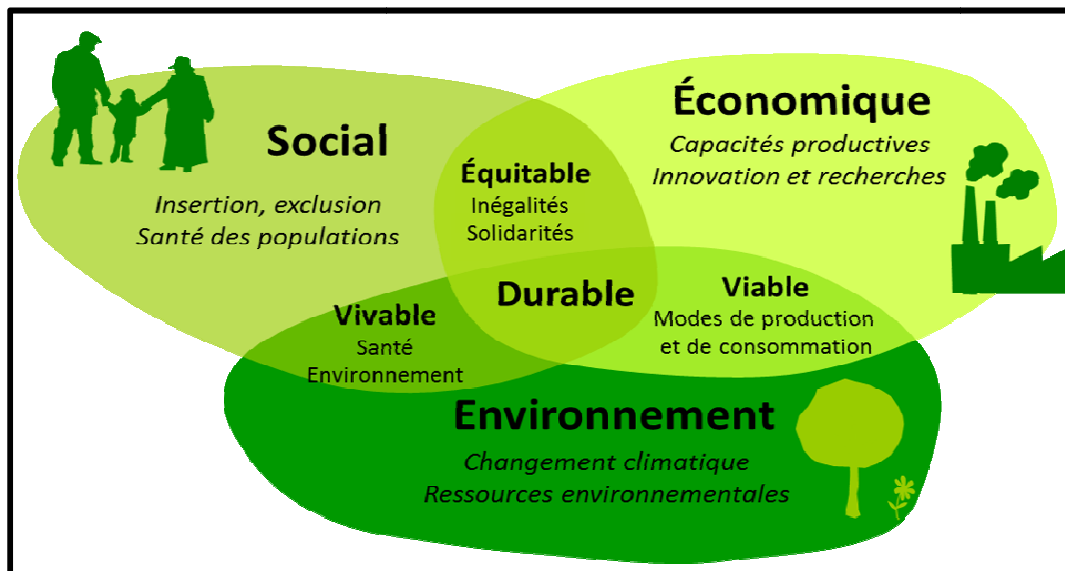 Social
Insertion, exclusion
Santé des populations
Économique
Capacités productives
Innovation et recherches
Équitable
Inégalités
Solidarités
Durable
Vivable
Santé
Environnement
Viable
Modes de production
et de consommation
Environnement
Changement climatique
Ressources environnementales